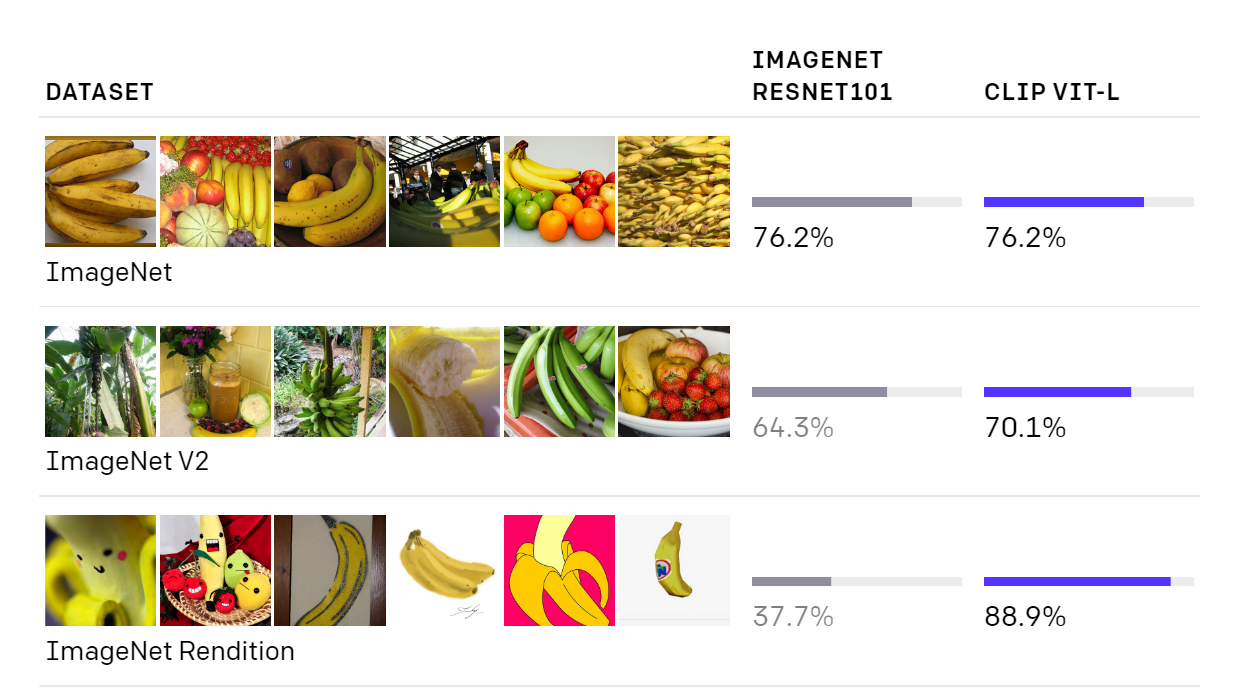 IMAGENET
DATASET RESNET101 CLIP VIT-L
76.2% 76.2%
ImageNet
64.3% 70.1%
ImageNet V2
37.7% 88.9%
ImageNet Rendition